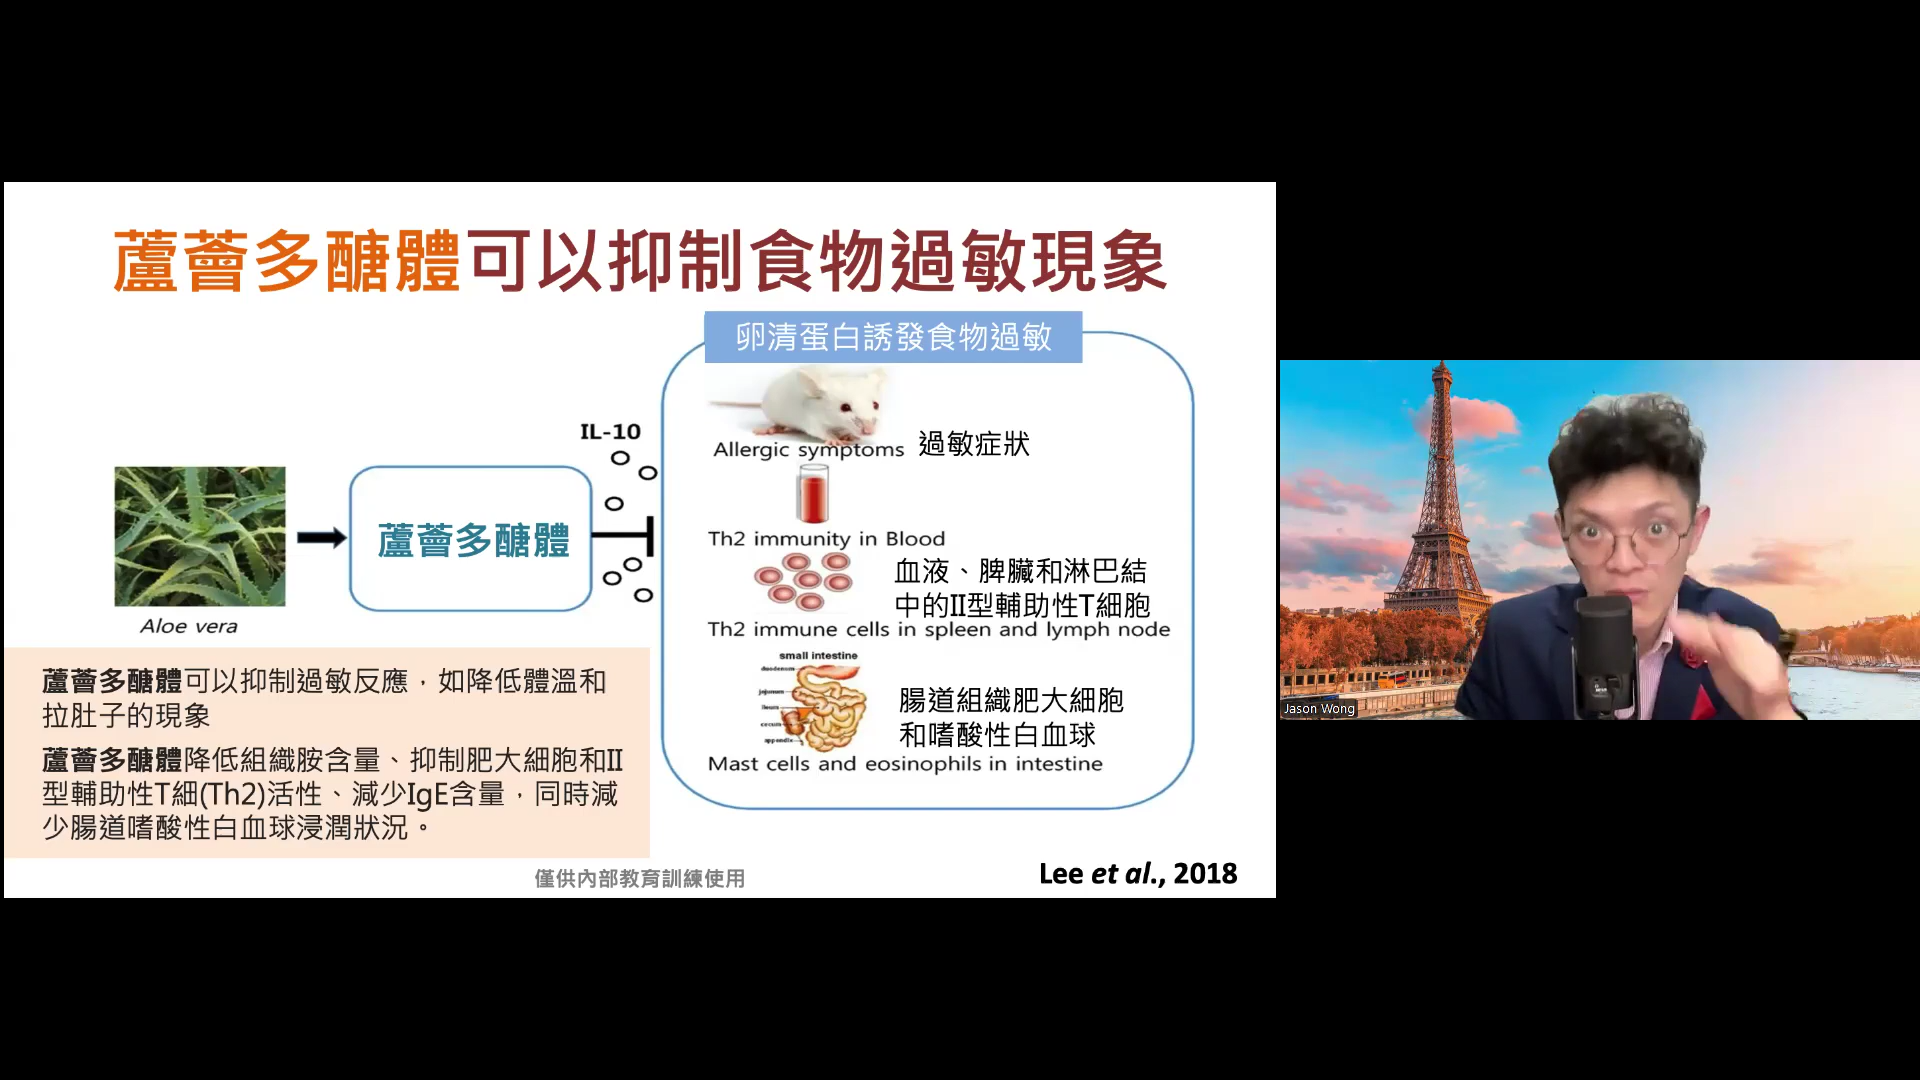 蘆薈多醣體可以抑制食物過敏現象
卵清蛋白誘發食物過敏
IL-10
Allergic symptoms 過敏症狀
蘆薈多醣體
Th2 immunity in Blood
血液、脾臟和淋巴結
中的II型輔助性T細胞
Th2 immune cells in spleen and lymph node
Aloe vera
small intestine
duodenum
jejunum
ileum
cecum
appendix
腸道組織肥大細胞
和嗜酸性白血球
Mast cells and eosinophils in intestine
蘆薈多醣體可以抑制過敏反應，如降低體溫和
拉肚子的現象
蘆薈多醣體降低組織胺含量、抑制肥大細胞和II
型輔助性T細(Th2)活性、減少IgE含量，同時減
少腸道嗜酸性白血球浸潤狀況。
僅供內部教育訓練使用
Lee et al., 2018
Jason Wong